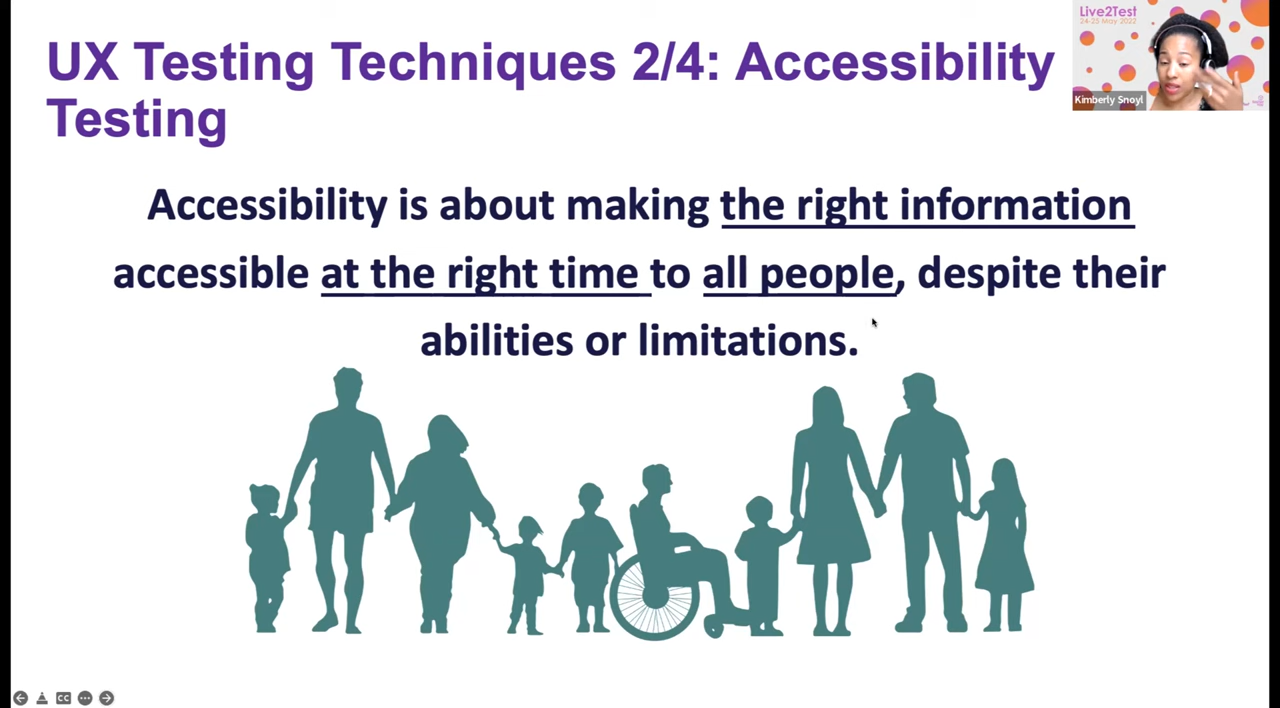 UX Testing Techniques 2/4: Accessibility
Testing
Live2Test
24-25 May 2022
Kimberly Snoyl
Accessibility is about making the right information
accessible at the right time to all people, despite their
abilities or limitations.
CC